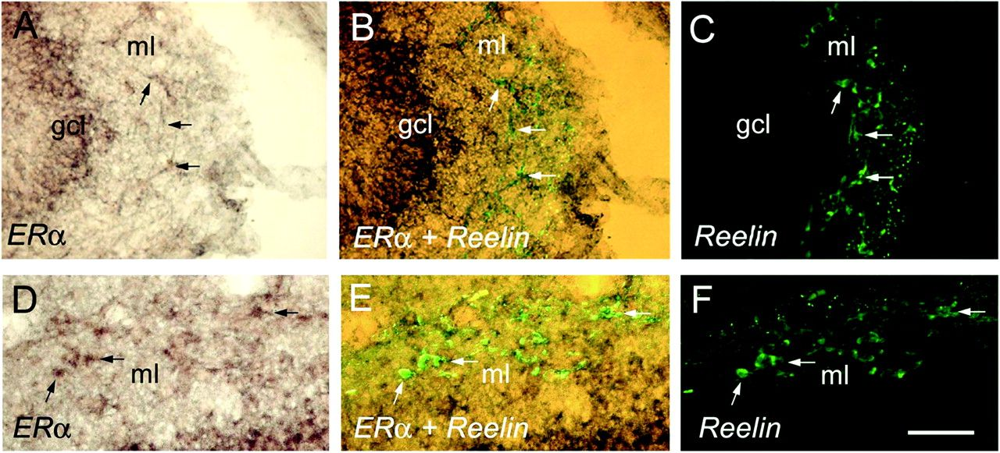 A
ml
gcl
ERα
B
ml
gcl
ERα + Reelin
C
ml
gcl
Reelin
D
ml
ERα
E
ml
ERα + Reelin
F
ml
Reelin